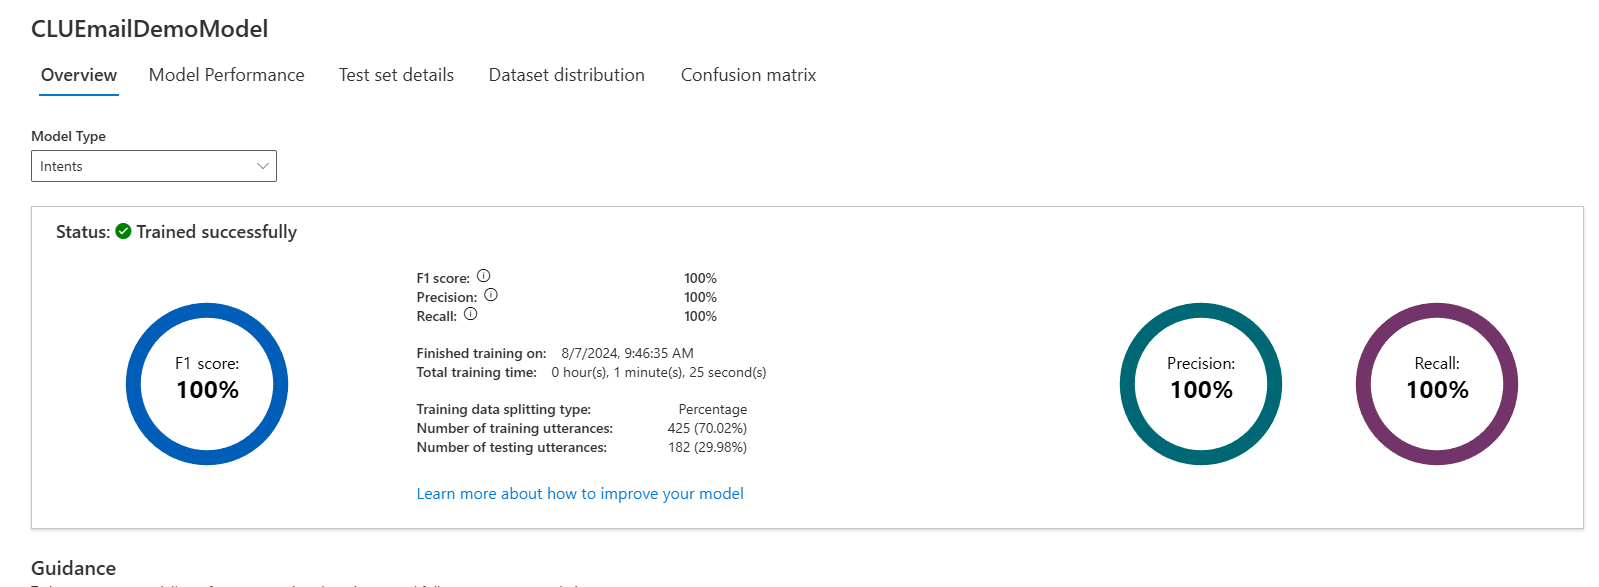 CLUEmailDemoModel
Overview Model Performance Test set details Dataset distribution Confusion matrix
Model Type
Intents
Status: Trained successfully
F1 score: 100%
Precision: 100%
Recall: 100%
Finished training on: 8/7/2024, 9:46:35 AM
Total training time: 0 hour(s), 1 minute(s), 25 second(s)
Training data splitting type: Percentage
Number of training utterances: 425 (70.02%)
Number of testing utterances: 182 (29.98%)
Learn more about how to improve your model
F1 score:
100%
Precision:
100%
Recall:
100%
Guidance